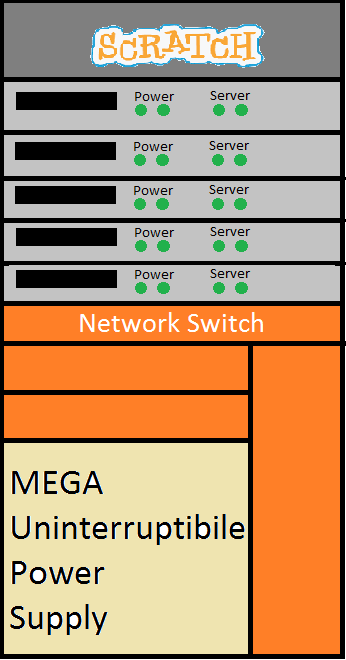 SCRATCH
Power Server
Power Server
Power Server
Power Server
Power Server
Network Switch
MEGA
Uninterruptibile
Power
Supply